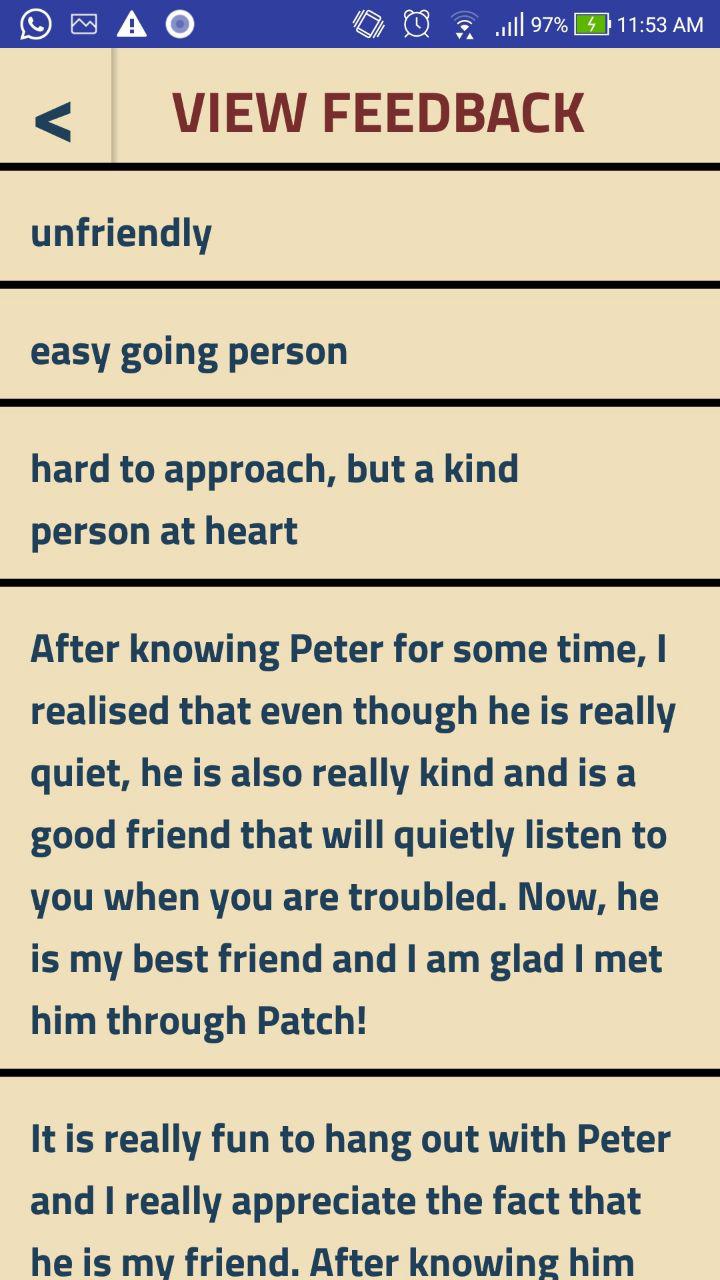 97% 11:53 AM
< VIEW FEEDBACK
unfriendly
easy going person
hard to approach, but a kind
person at heart
After knowing Peter for some time, I
realised that even though he is really
quiet, he is also really kind and is a
good friend that will quietly listen to
you when you are troubled. Now, he
is my best friend and I am glad I met
him through Patch!
It is really fun to hang out with Peter
and I really appreciate the fact that
he is my friend. After knowing him